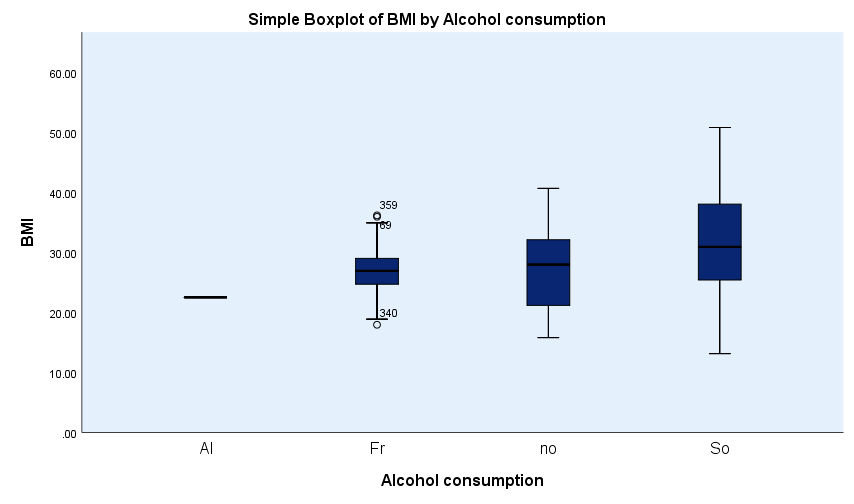 Simple Boxplot of BMI by Alcohol consumption
60.00
50.00
40.00
30.00
20.00
10.00
.00
BMI
359
69
340
Al
Fr
no
So
Alcohol consumption